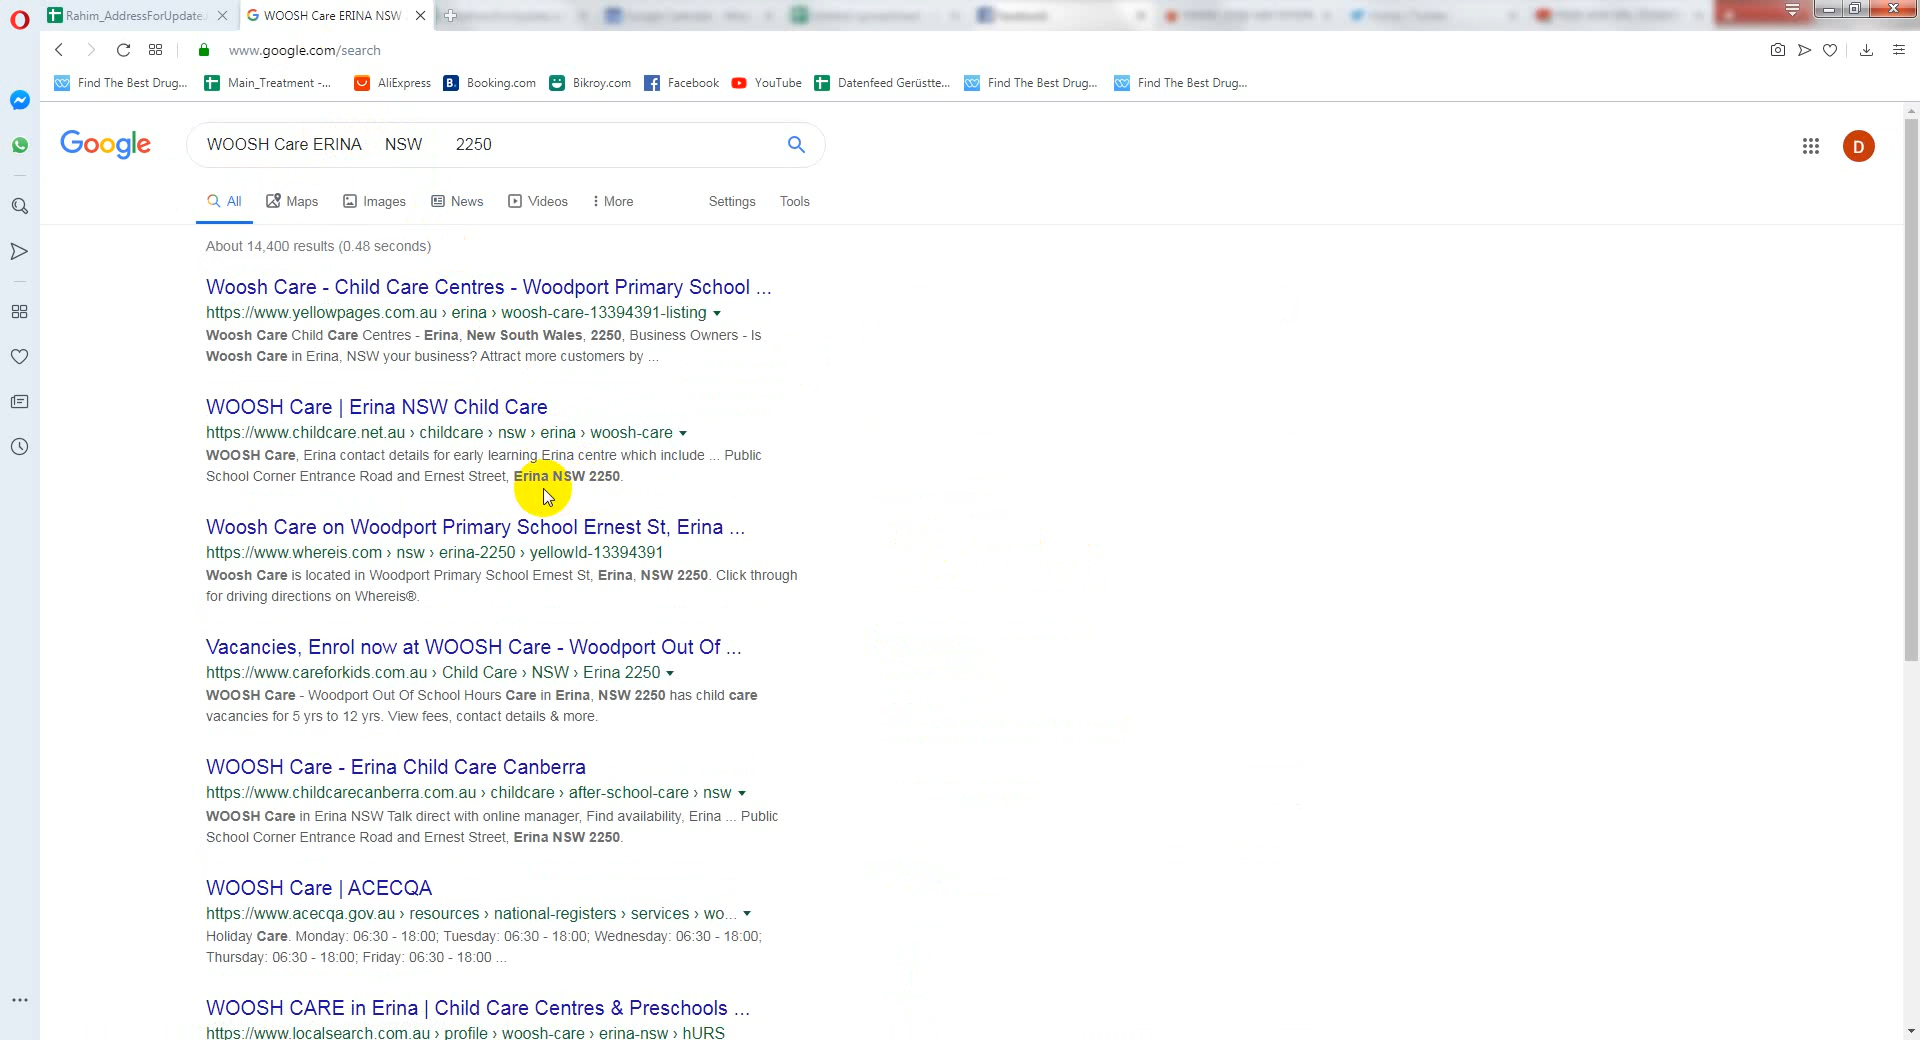 Rahim_AddressForUpdate.
WOOSH Care ERINA NSW
www.google.com/search
Find The Best Drug...
Main_Treatment -...
AliExpress
B. Booking.com
Bikroy.com
Facebook
YouTube
Datenfeed Gerüstte...
Find The Best Drug...
Find The Best Drug...
Google
WOOSH Care ERINA NSW 2250
D
All
Maps
Images
News
Videos
More
Settings
Tools
About 14,400 results (0.48 seconds)
Woosh Care - Child Care Centres - Woodport Primary School ...
https://www.yellowpages.com.au › erina › woosh-care-13394391-listing
Woosh Care Child Care Centres - Erina, New South Wales, 2250, Business Owners - Is
Woosh Care in Erina, NSW your business? Attract more customers by ...
WOOSH Care | Erina NSW Child Care
https://www.childcare.net.au › childcare › nsw › erina › woosh-care
WOOSH Care, Erina contact details for early learning Erina centre which include ... Public
School Corner Entrance Road and Ernest Street, Erina NSW 2250.
Woosh Care on Woodport Primary School Ernest St, Erina ...
https://www.whereis.com › nsw › erina-2250 › yellowId-13394391
Woosh Care is located in Woodport Primary School Ernest St, Erina, NSW 2250. Click through
for driving directions on Whereis®.
Vacancies, Enrol now at WOOSH Care - Woodport Out Of ...
https://www.careforkids.com.au › Child Care › NSW › Erina 2250
WOOSH Care - Woodport Out Of School Hours Care in Erina, NSW 2250 has child care
vacancies for 5 yrs to 12 yrs. View fees, contact details & more.
WOOSH Care - Erina Child Care Canberra
https://www.childcarecanberra.com.au › childcare › after-school-care › nsw
WOOSH Care in Erina NSW Talk direct with online manager, Find availability, Erina ... Public
School Corner Entrance Road and Ernest Street, Erina NSW 2250.
WOOSH Care | ACECQA
https://www.acecqa.gov.au › resources › national-registers › services › wo...
Holiday Care. Monday: 06:30 - 18:00; Tuesday: 06:30 - 18:00; Wednesday: 06:30 - 18:00;
Thursday: 06:30 - 18:00; Friday: 06:30 - 18:00 ...
WOOSH CARE in Erina | Child Care Centres & Preschools ...
https://www.localsearch.com.au › profile › woosh-care › erina-nsw › hURS